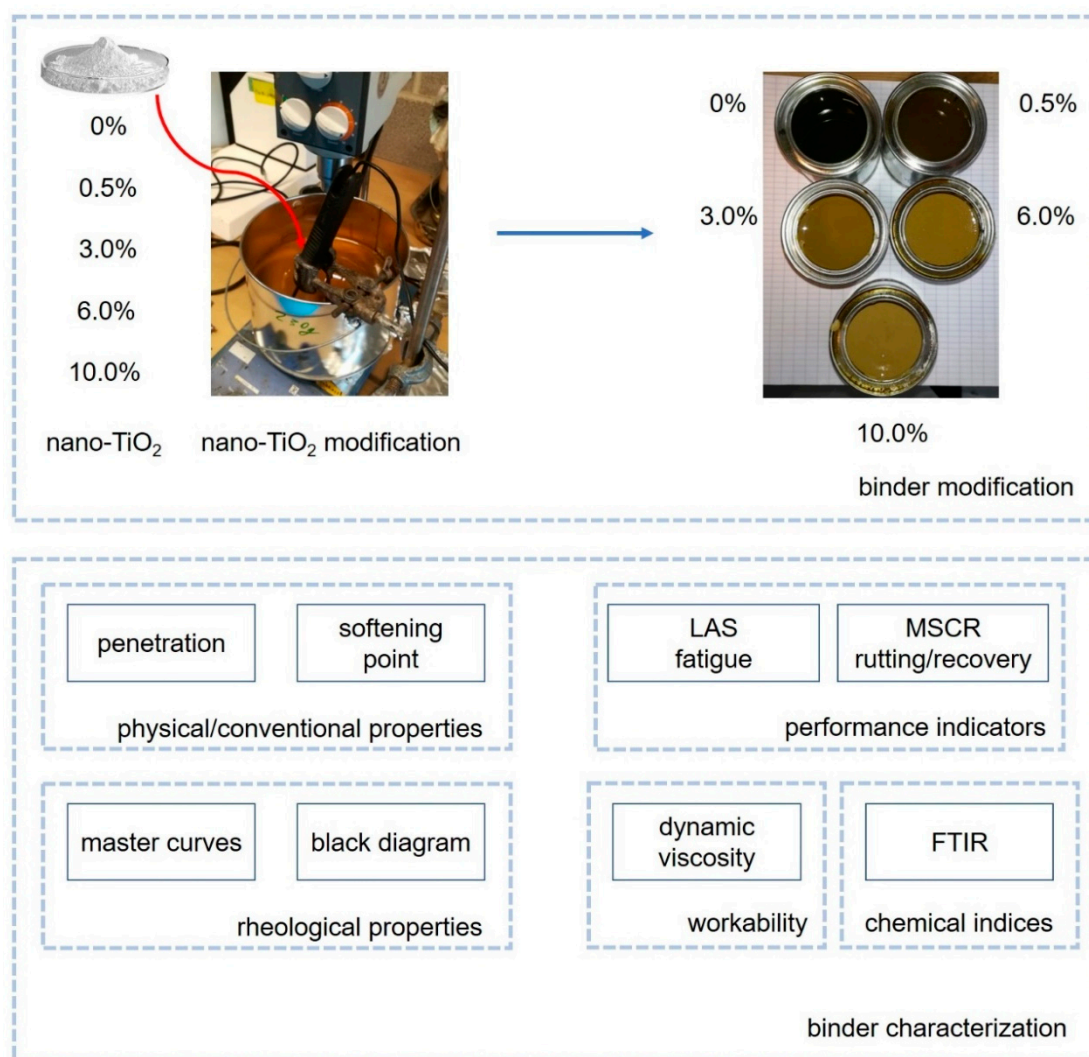 0%
0.5%
3.0%
6.0%
10.0%
nano-TiO₂
nano-TiO₂ modification
0%
0.5%
3.0%
6.0%
10.0%
binder modification
penetration
softening
point
physical/conventional properties
LAS
fatigue
MSCR
rutting/recovery
performance indicators
master curves
black diagram
rheological properties
dynamic
viscosity
workability
FTIR
chemical indices
binder characterization